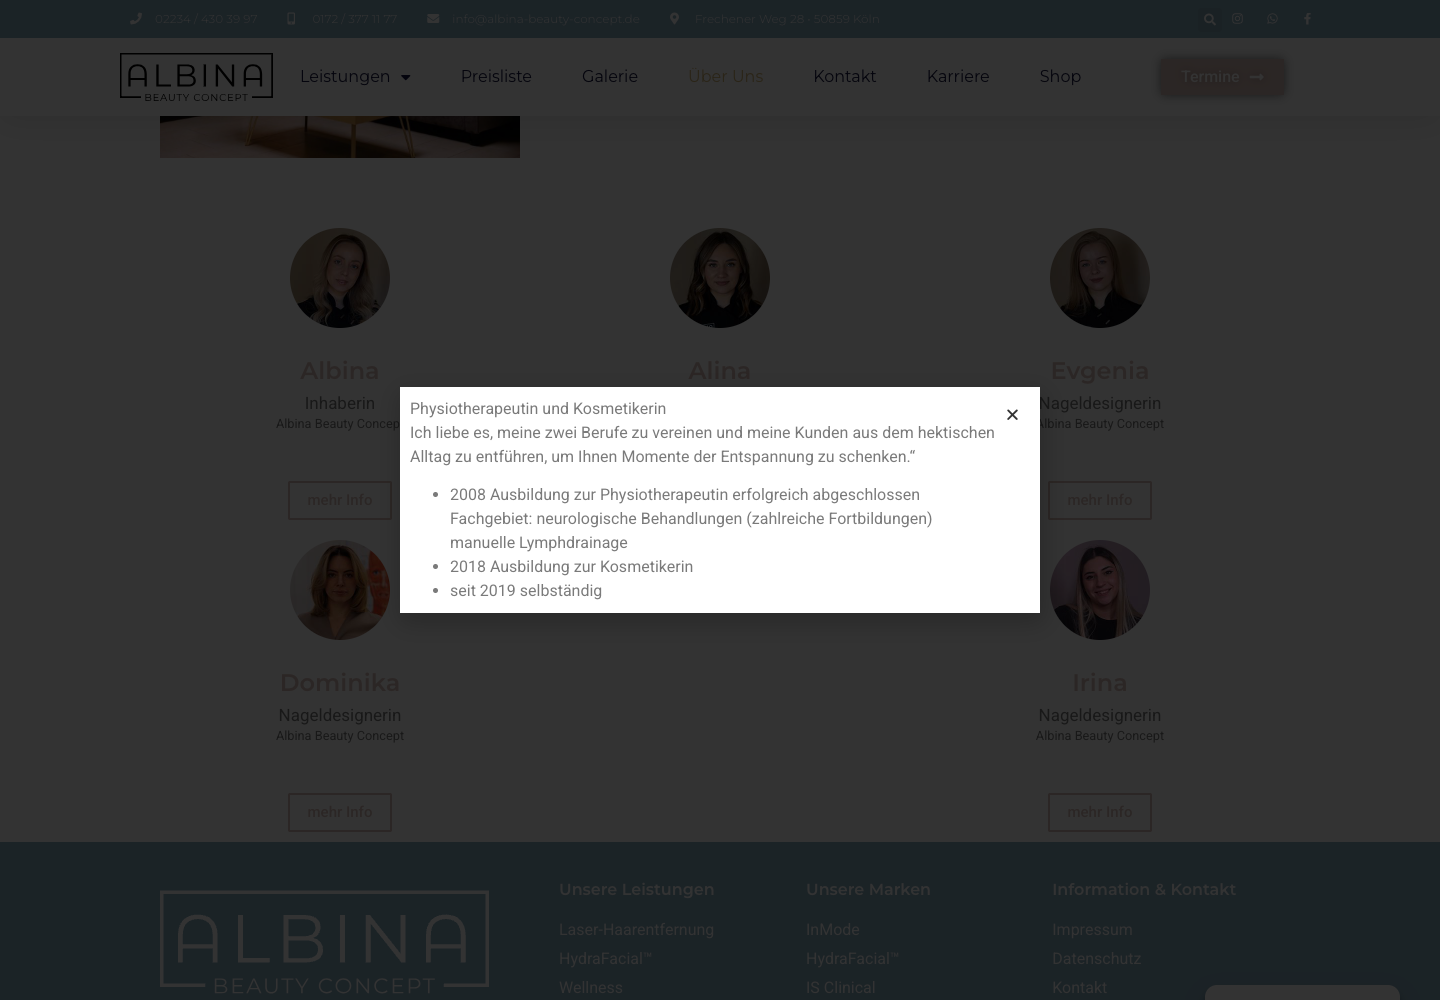 02234 / 430 39 97
0172 / 377 11 77
info@albina-beauty-concept.de
Frechener Weg 28 · 50859 Köln
ALBINA
BEAUTY CONCEPT
Leistungen
Preisliste
Galerie
Über Uns
Kontakt
Karriere
Shop
Termine
Albina
Inhaberin
Albina Beauty Concep
mehr Info
Alina
Evgenia
Nageldesignerin
Albina Beauty Concept
mehr Info
Physiotherapeutin und Kosmetikerin
Ich liebe es, meine zwei Berufe zu vereinen und meine Kunden aus dem hektischen
Alltag zu entführen, um Ihnen Momente der Entspannung zu schenken.“
2008 Ausbildung zur Physiotherapeutin erfolgreich abgeschlossen
Fachgebiet: neurologische Behandlungen (zahlreiche Fortbildungen)
manuelle Lymphdrainage
2018 Ausbildung zur Kosmetikerin
seit 2019 selbständig
Dominika
Nageldesignerin
Albina Beauty Concept
mehr Info
Irina
Nageldesignerin
Albina Beauty Concept
mehr Info
ALBINA
BEAUTY CONCEPT
Unsere Leistungen
Laser-Haarentfernung
HydraFacial™
Wellness
Unsere Marken
InMode
HydraFacial™
IS Clinical
Information & Kontakt
Impressum
Datenschutz
Kontakt